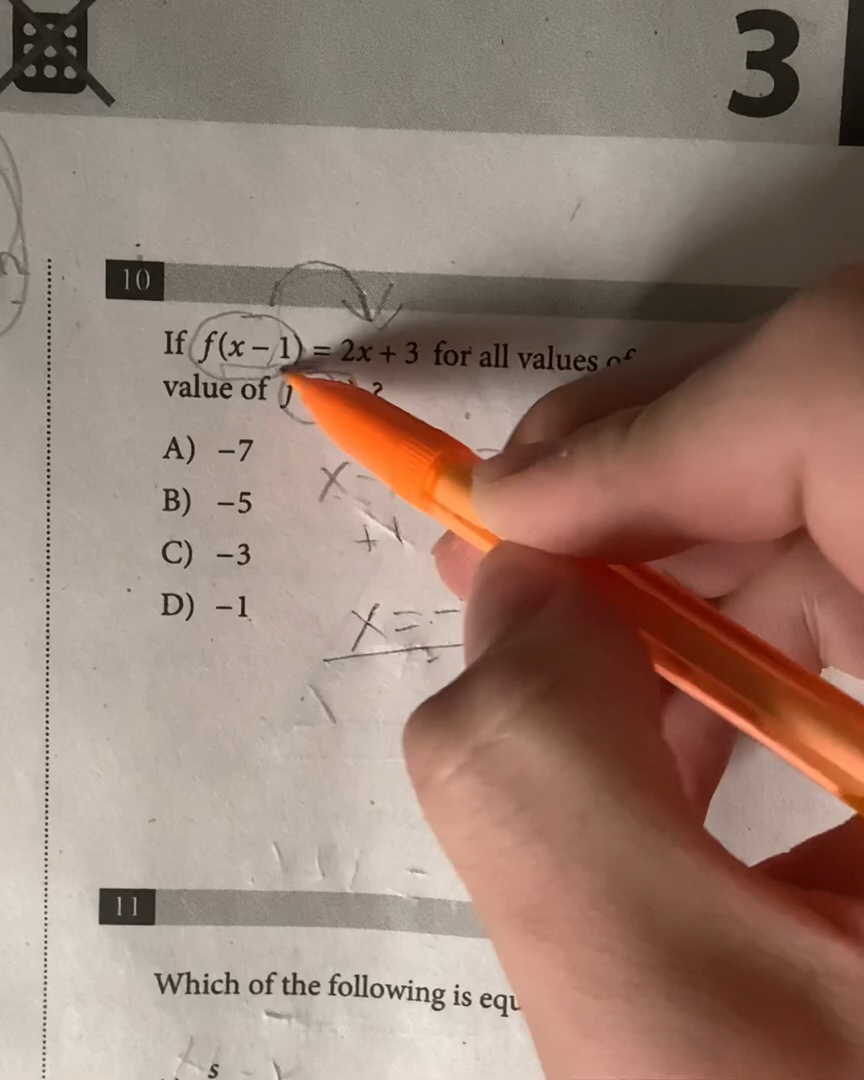 3
10
If f(x − 1) = 2x + 3 for all values of
value of ?
A) −7
B) −5
C) −3
D) −1
x −
+1
x = −
11
Which of the following is equ
s